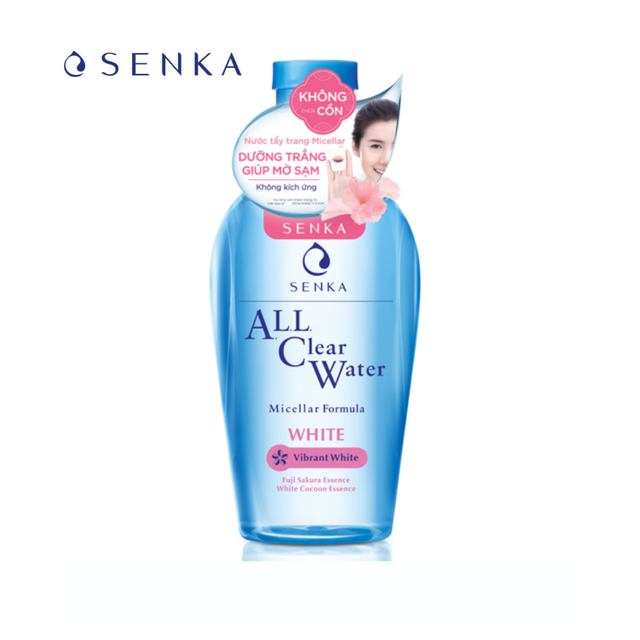 SENKA
KHÔNG
CHỨA
CỒN
Nước tẩy trang Micellar
DƯỠNG TRẮNG
GIÚP MỜ SẠM
Không kích ứng
SENKA
SENKA
A.L.L.
Clear
Water
Micellar Formula
WHITE
Vibrant White
Fuji Sakura Essence
White Cocoon Essence